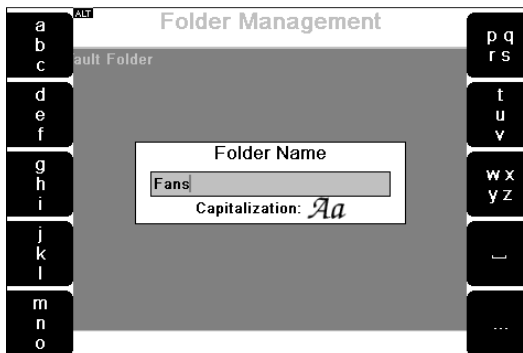 ALT
Folder Management
ault Folder
a
b
c
d
e
f
g
h
i
j
k
l
m
n
o
Folder Name
Fans
Capitalization: Aa
p q
r s
t
u
v
w x
y z
...